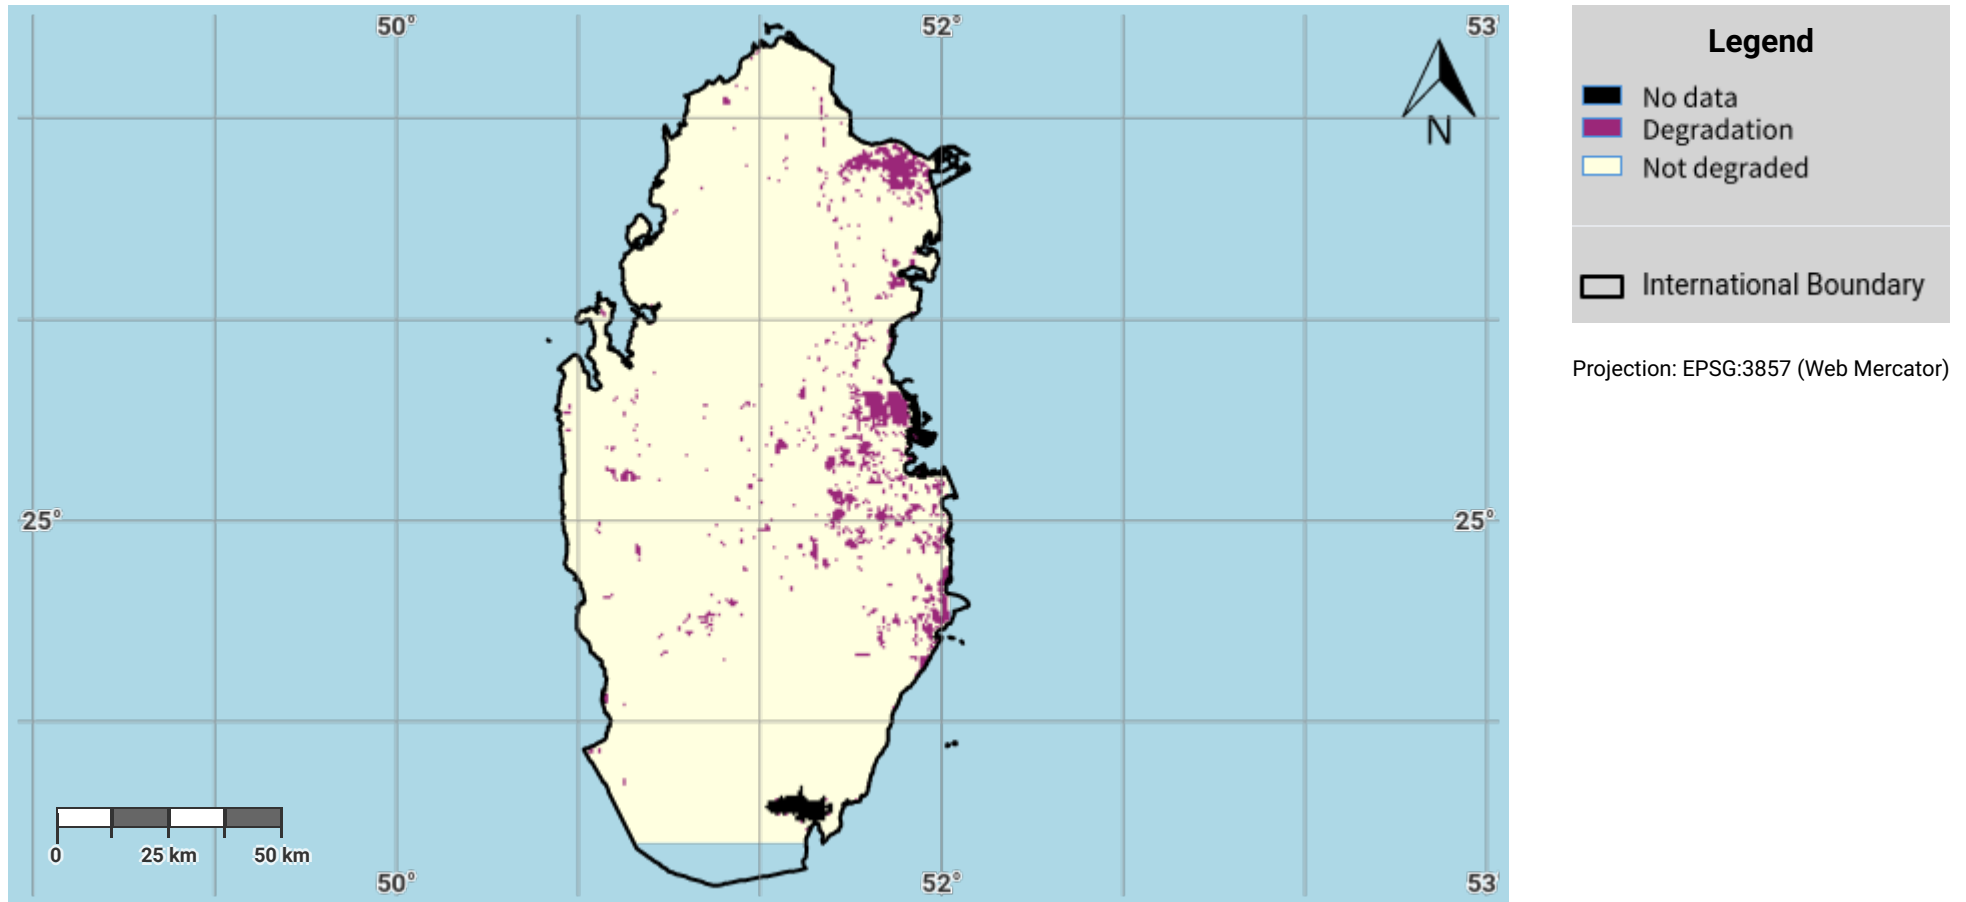 50° 52° 53°
N
25° 25°
0 25 km 50 km
50° 52° 53°
Legend
No data
Degradation
Not degraded
International Boundary
Projection: EPSG:3857 (Web Mercator)